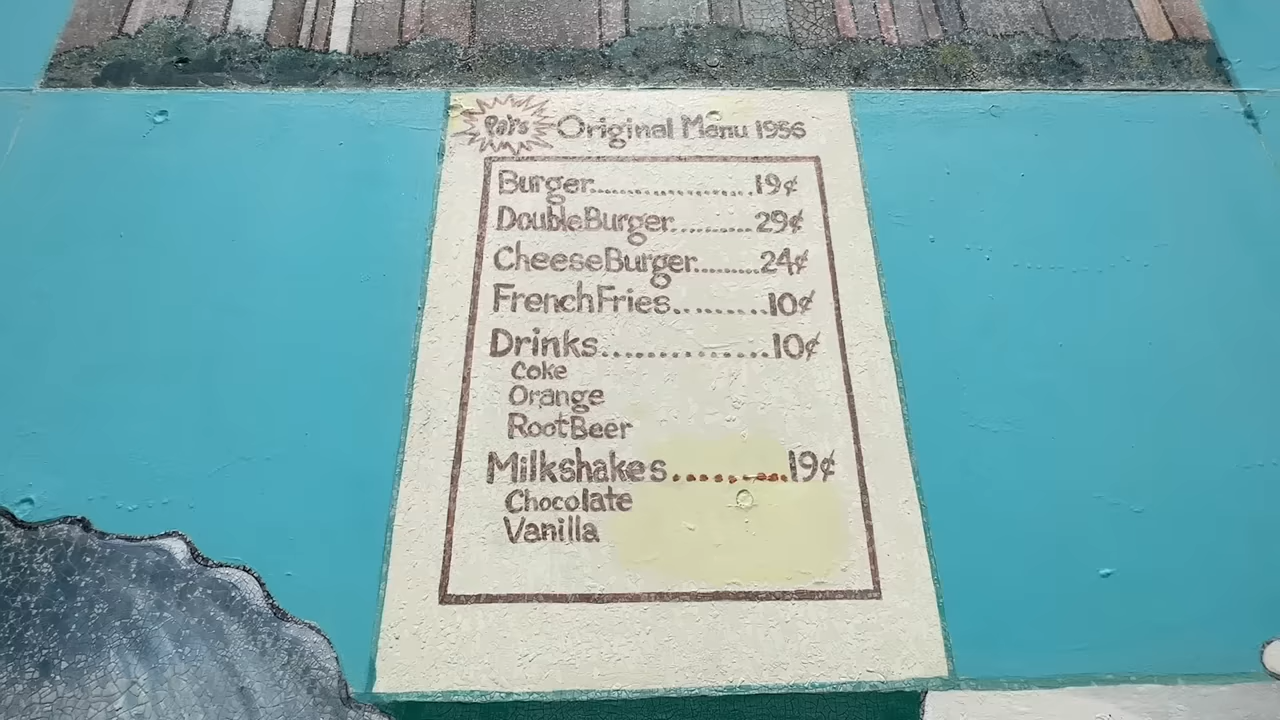 Pat's Original Menu 1956
Burger....................19¢
DoubleBurger..........29¢
CheeseBurger.........24¢
FrenchFries.........10¢
Drinks...............10¢
Coke
Orange
RootBeer
Milkshakes.........19¢
Chocolate
Vanilla